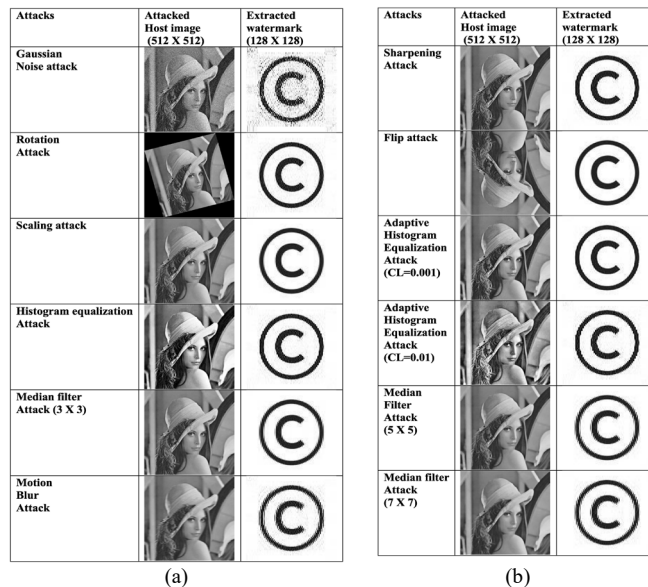 Attacks Attacked Extracted
Host image watermark
(512 X 512) (128 X 128)
Gaussian
Noise attack
Rotation
Attack
Scaling attack
Histogram equalization
Attack
Median filter
Attack (3 X 3)
Motion
Blur
Attack
(a)
Attacks Attacked Extracted
Host image watermark
(512 X 512) (128 X 128)
Sharpening
Attack
Flip attack
Adaptive
Histogram
Equalization
Attack
(CL=0.001)
Adaptive
Histogram
Equalization
Attack
(CL=0.01)
Median
Filter
Attack
(5 X 5)
Median filter
Attack
(7 X 7)
(b)